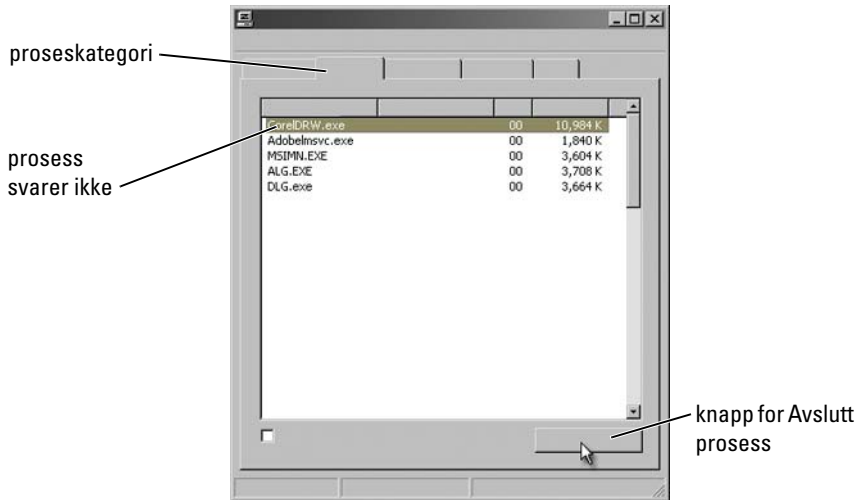 proseskategori
prosess
svarer ikke
CorelDRW.exe 00 10,984 K
Adobelmsvc.exe 00 1,840 K
MSIMN.EXE 00 3,604 K
ALG.EXE 00 3,708 K
DLG.exe 00 3,664 K
knapp for Avslutt
prosess